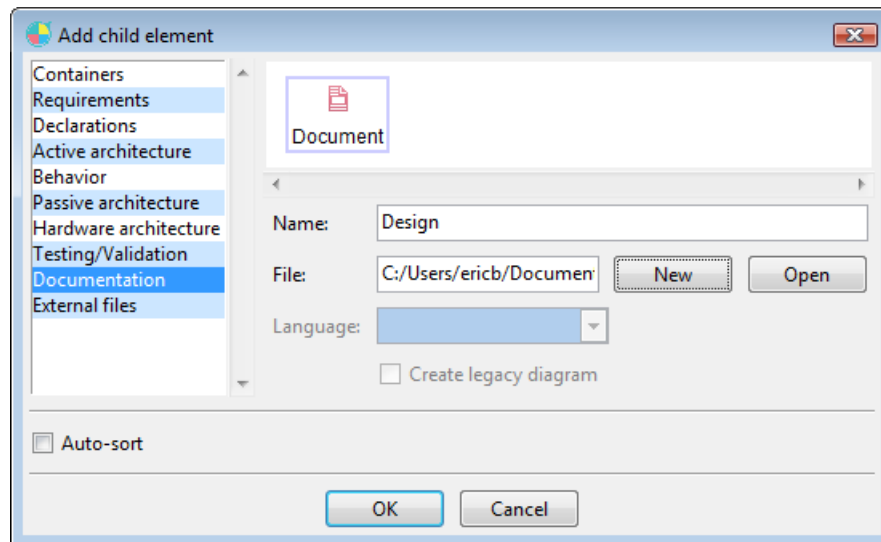 Add child element
Containers
Requirements
Declarations
Active architecture
Behavior
Passive architecture
Hardware architecture
Testing/Validation
Documentation
External files
Document
Name: Design
File: C:/Users/ericb/Documen New Open
Language:
Create legacy diagram
Auto-sort
OK Cancel